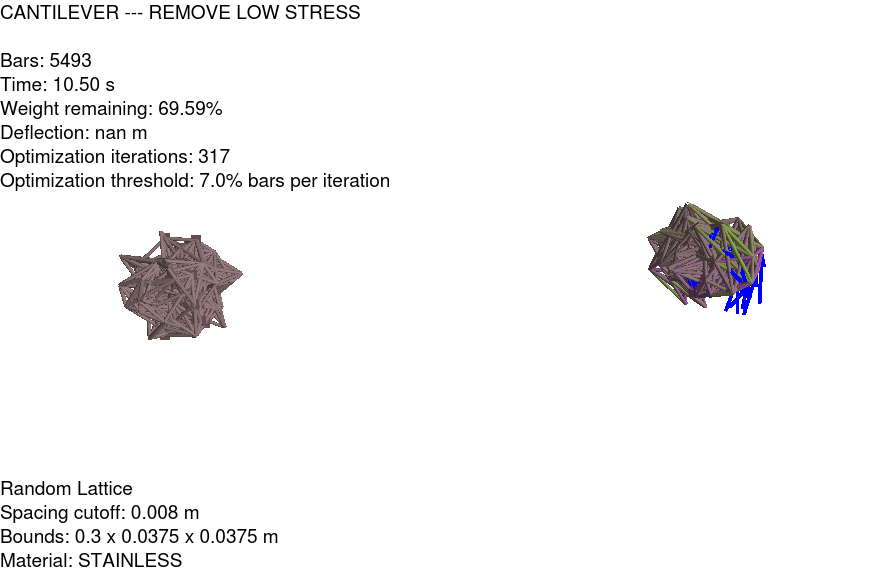 CANTILEVER --- REMOVE LOW STRESS
Bars: 5493
Time: 10.50 s
Weight remaining: 69.59%
Deflection: nan m
Optimization iterations: 317
Optimization threshold: 7.0% bars per iteration
Random Lattice
Spacing cutoff: 0.008 m
Bounds: 0.3 x 0.0375 x 0.0375 m
Material: STAINLESS